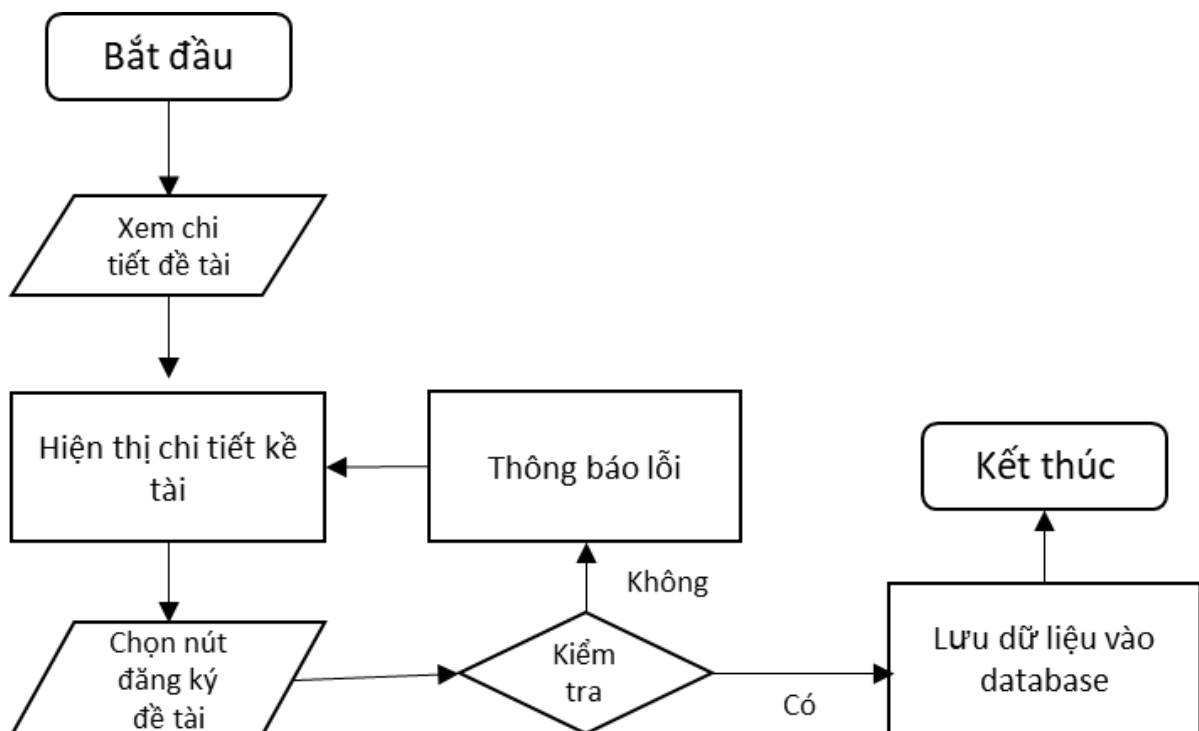 Bắt đầu
Xem chi
tiết đề tài
Hiện thị chi tiết kề
tài
Thông báo lỗi
Kết thúc
Không
Chọn nút
đăng ký
đề tài
Kiểm
tra
Có
Lưu dữ liệu vào
database